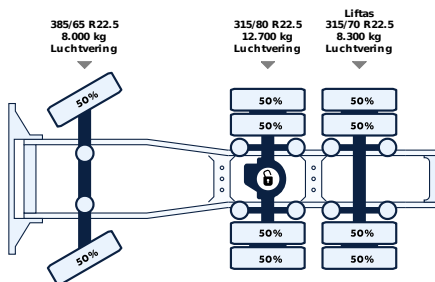 385/65 R22.5
8.000 kg
Luchtvering
315/80 R22.5
12.700 kg
Luchtvering
Liftas
315/70 R22.5
8.300 kg
Luchtvering
50%
50%
50%
50%
50%
50%
50%
50%
50%
50%